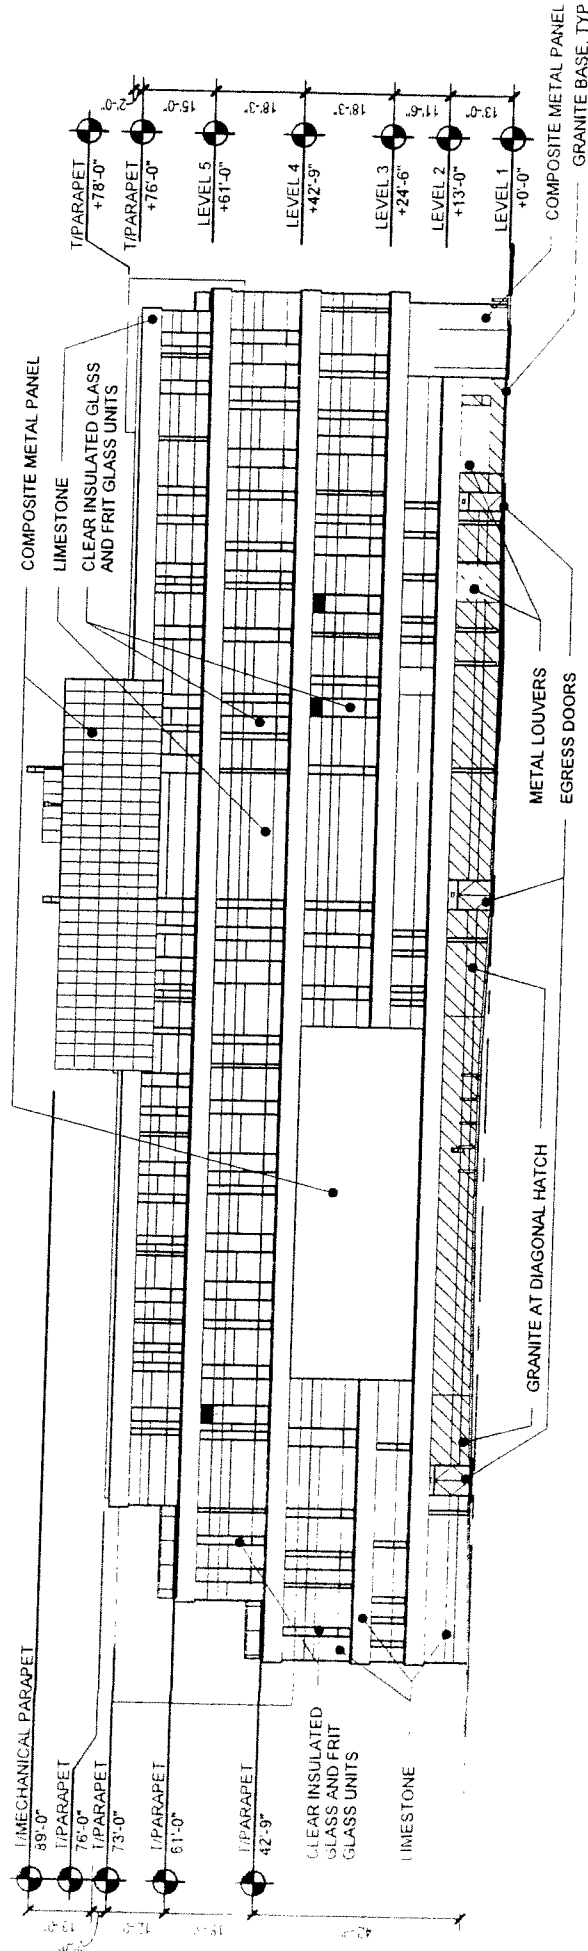 T/MECHANICAL PARAPET
89'-0"
T/PARAPET
76'-0"
T/PARAPET
73'-0"
T/PARAPET
61'-0"
T/PARAPET
42'-9"
13'-0"
12'-0"
CLEAR INSULATED
GLASS AND FRIT
GLASS UNITS
LIMESTONE
GRANITE AT DIAGONAL HATCH
METAL LOUVERS
EGRESS DOORS
COMPOSITE METAL PANEL
LIMESTONE
CLEAR INSULATED GLASS
AND FRIT GLASS UNITS
T/PARAPET
+78'-0"
T/PARAPET
+76'-0"
LEVEL 5
+61'-0"
LEVEL 4
+42'-9"
LEVEL 3
+24'-6"
LEVEL 2
+13'-0"
LEVEL 1
+0'-0"
2'-0"
15'-0"
18'-3"
18'-3"
11'-6"
13'-0"
COMPOSITE METAL PANEL
GRANITE BASE, TYP